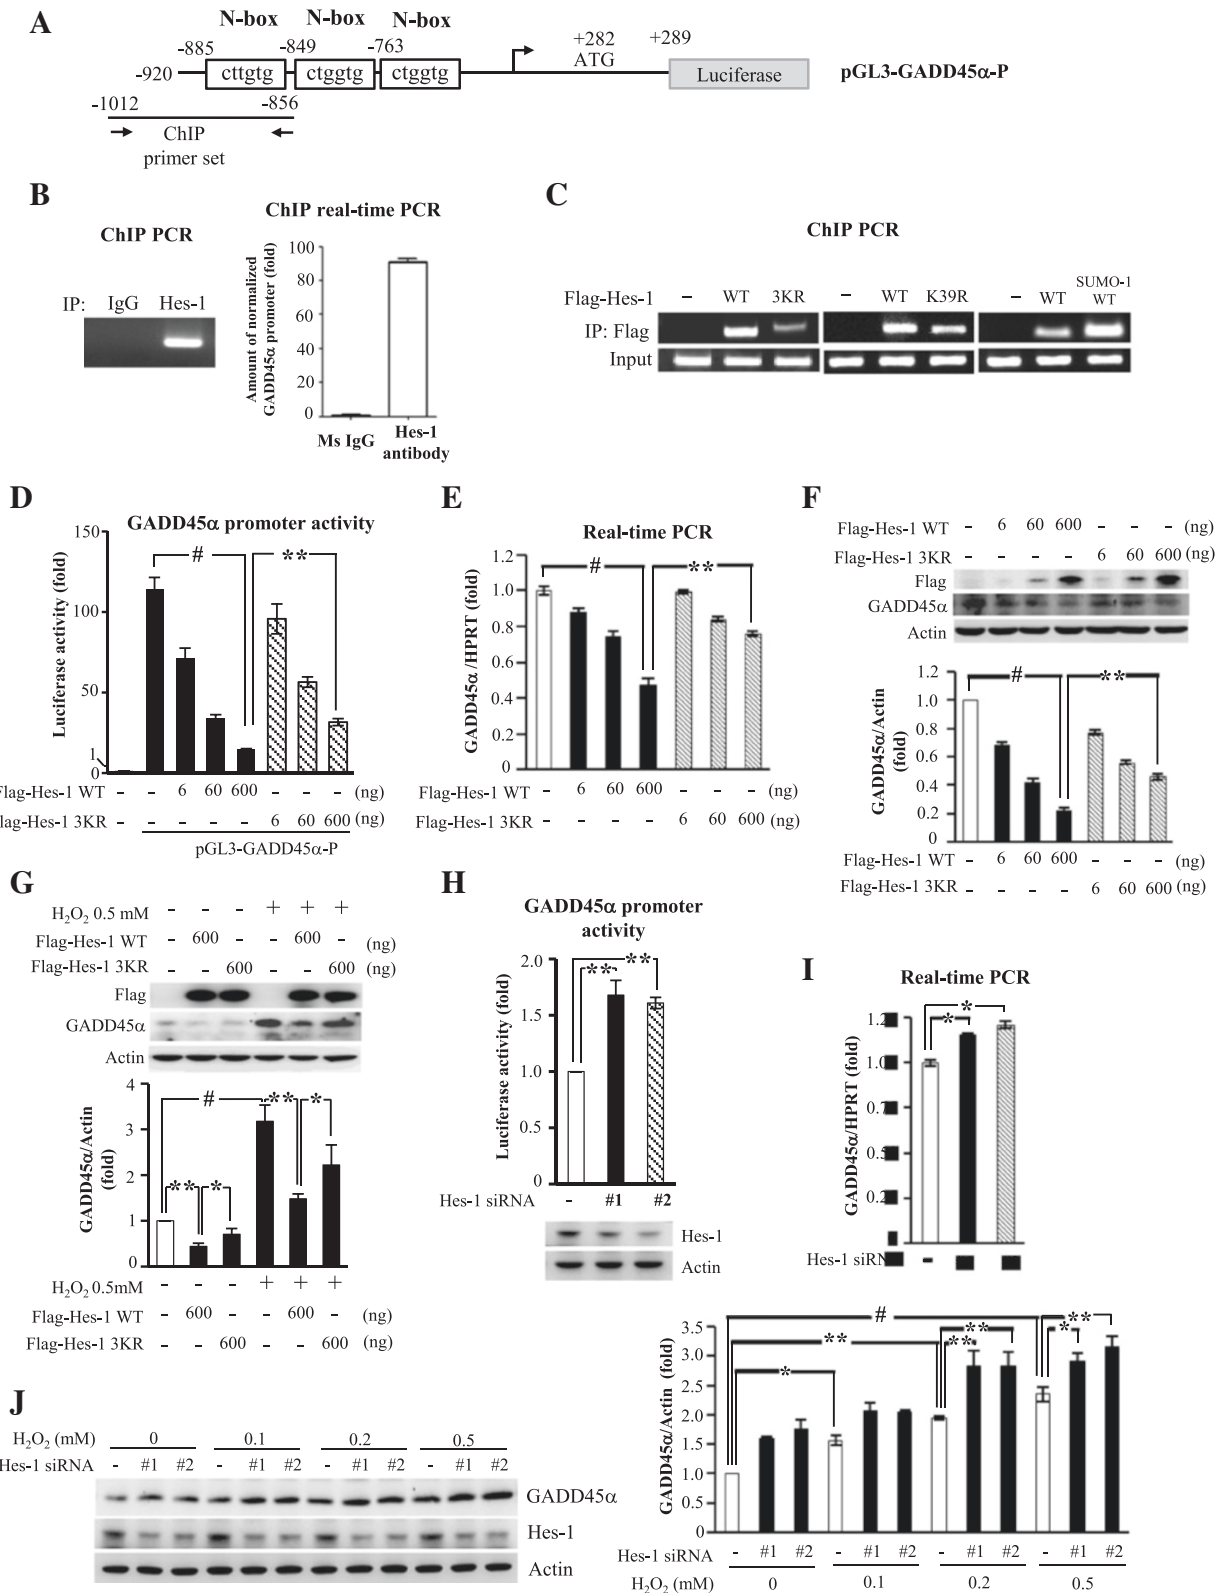 A
N-box N-box N-box
-885 -849 -763 +282 +289
-920 cttgtg ctggtg ctggtg ATG Luciferase pGL3-GADD45α-P
-1012 -856
ChIP
primer set
B
ChIP PCR
IP: IgG Hes-1
ChIP real-time PCR
Amount of normalized
GADD45α promoter (fold)
100
80
60
40
20
0
Ms IgG Hes-1
antibody
C
ChIP PCR
Flag-Hes-1 – WT 3KR – WT K39R – WT SUMO-1
WT
IP: Flag
Input
D
GADD45α promoter activity
Luciferase activity (fold)
150
100
50
1
0
# **
Flag-Hes-1 WT – – 6 60 600 (ng)
Flag-Hes-1 3KR – – 6 60 600 (ng)
pGL3-GADD45α-P
E
Real-time PCR
GADD45α/HPRT (fold)
1.2
1.0
0.8
0.6
0.4
0.2
0
# **
Flag-Hes-1 WT – 6 60 600 (ng)
Flag-Hes-1 3KR – 6 60 600 (ng)
F
Flag-Hes-1 WT – 6 60 600 – – – (ng)
Flag-Hes-1 3KR – – – – 6 60 600 (ng)
Flag
GADD45α
Actin
GADD45α/Actin
(fold)
1.2
1.0
0.8
0.6
0.4
0.2
0
# **
Flag-Hes-1 WT – 6 60 600 – – – (ng)
Flag-Hes-1 3KR – – – – 6 60 600 (ng)
G
H₂O₂ 0.5 mM – – – + + +
Flag-Hes-1 WT – 600 – – 600 – (ng)
Flag-Hes-1 3KR – – 600 – – 600 (ng)
Flag
GADD45α
Actin
GADD45α/Actin
(fold)
4
3
2
1
0
# ** *
** *
H₂O₂ 0.5mM – – – + + +
Flag-Hes-1 WT – 600 – – 600 – (ng)
Flag-Hes-1 3KR – – 600 – – 600 (ng)
H
GADD45α promoter
activity
Luciferase activity (fold)
2.0
1.5
1.0
0.5
0
** **
Hes-1 siRNA – #1 #2
Hes-1
Actin
I
Real-time PCR
GADD45α/HPRT (fold)
* *
Hes-1 –
J
H₂O₂ (mM) 0 0.1 0.2 0.5
Hes-1 siRNA - #1 #2 - #1 #2 - #1 #2 - #1 #2
GADD45α
Hes-1
Actin
GADD45α/Actin (fold)
3.5
3.0
2.5
2.0
1.5
1.0
0.5
0
#
** ** **
* ** *
Hes-1 siRNA - #1 #2 - #1 #2 - #1 #2 - #1 #2
H₂O₂ (mM) 0 0.1 0.2 0.5